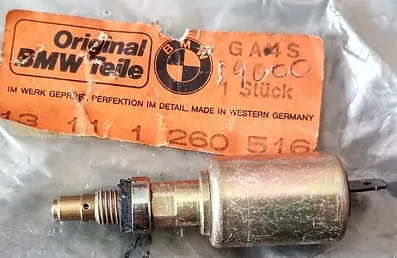 Original
BMW Teile
BMW
GA4S
19000
1 Stück
IM WERK GEPRÜFT, PERFEKTION IM DETAIL, MADE IN WESTERN GERMANY
13 11 1 260 516